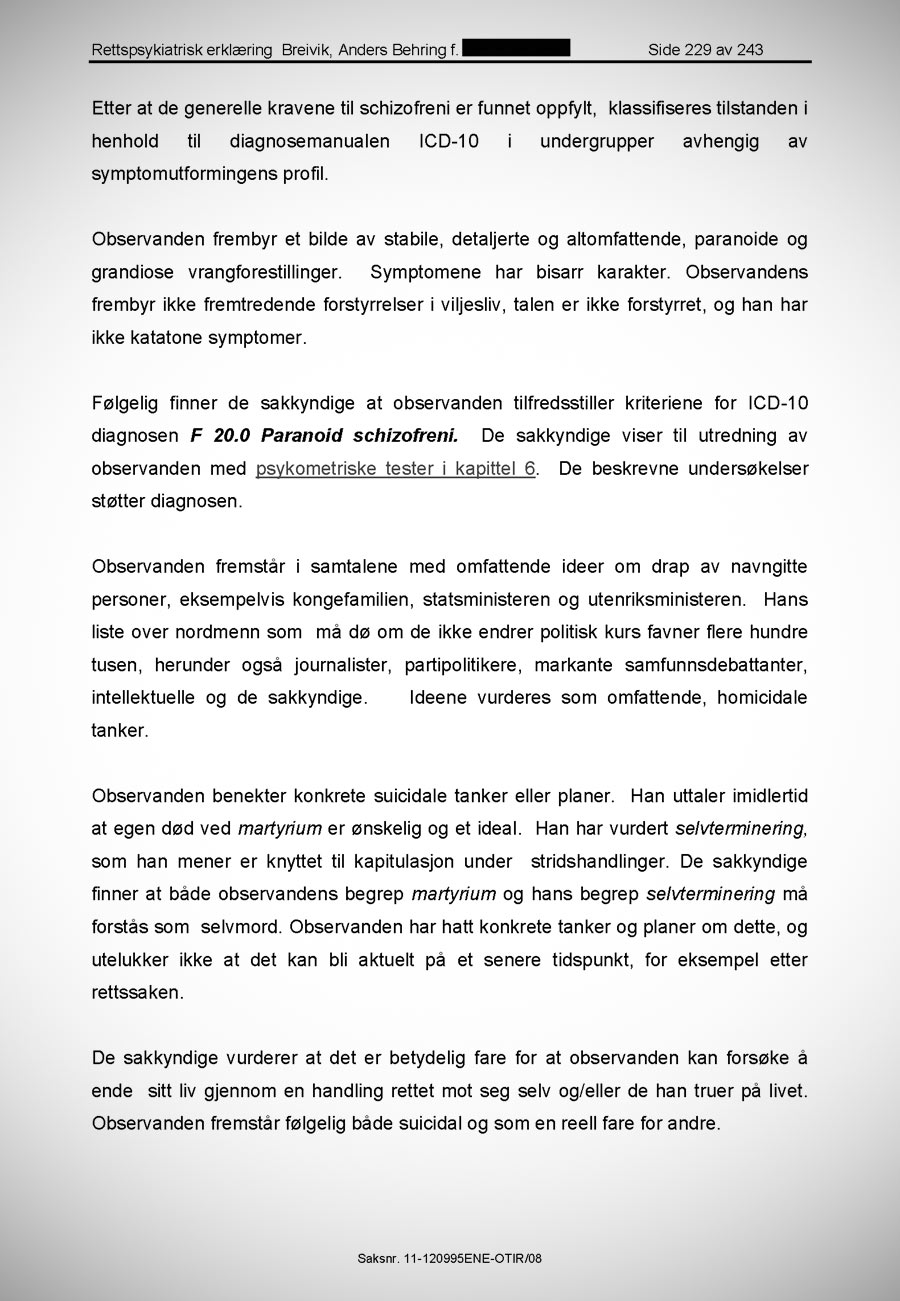 Rettspsykiatrisk erklæring Breivik, Anders Behring f. Side 229 av 243
Etter at de generelle kravene til schizofreni er funnet oppfylt, klassifiseres tilstanden i
henhold til diagnosemanualen ICD-10 i undergrupper avhengig av
symptomutformingens profil.
Observanden frembyr et bilde av stabile, detaljerte og altomfattende, paranoide og
grandiose vrangforestillinger. Symptomene har bisarr karakter. Observandens
frembyr ikke fremtredende forstyrrelser i viljesliv, talen er ikke forstyrret, og han har
ikke katatone symptomer.
Følgelig finner de sakkyndige at observanden tilfredsstiller kriteriene for ICD-10
diagnosen F 20.0 Paranoid schizofreni. De sakkyndige viser til utredning av
observanden med psykometriske tester i kapittel 6. De beskrevne undersøkelser
støtter diagnosen.
Observanden fremstår i samtalene med omfattende ideer om drap av navngitte
personer, eksempelvis kongefamilien, statsministeren og utenriksministeren. Hans
liste over nordmenn som må dø om de ikke endrer politisk kurs favner flere hundre
tusen, herunder også journalister, partipolitikere, markante samfunnsdebattanter,
intellektuelle og de sakkyndige. Ideene vurderes som omfattende, homicidale
tanker.
Observanden benekter konkrete suicidale tanker eller planer. Han uttaler imidlertid
at egen død ved martyrium er ønskelig og et ideal. Han har vurdert selvterminering,
som han mener er knyttet til kapitulasjon under stridshandlinger. De sakkyndige
finner at både observandens begrep martyrium og hans begrep selvterminering må
forstås som selvmord. Observanden har hatt konkrete tanker og planer om dette, og
utelukker ikke at det kan bli aktuelt på et senere tidspunkt, for eksempel etter
rettssaken.
De sakkyndige vurderer at det er betydelig fare for at observanden kan forsøke å
ende sitt liv gjennom en handling rettet mot seg selv og/eller de han truer på livet.
Observanden fremstår følgelig både suicidal og som en reell fare for andre.
Saksnr. 11-120995ENE-OTIR/08